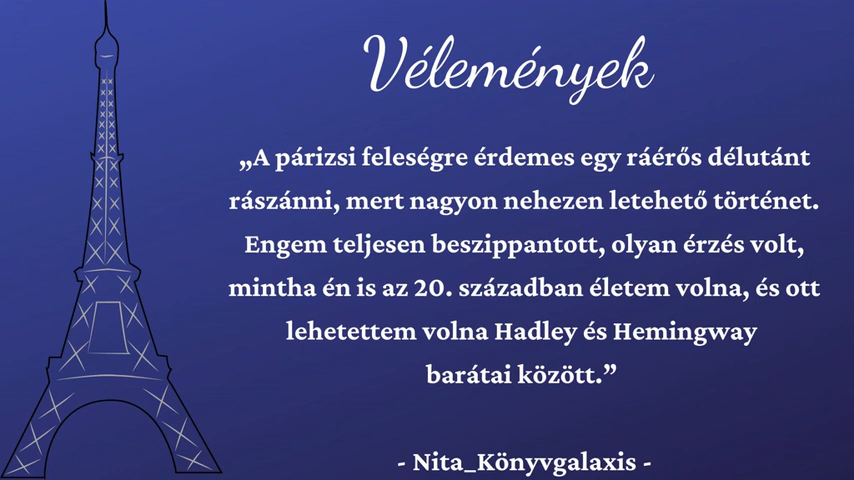 Vélemények
„A párizsi feleségre érdemes egy ráérős délutánt
rászánni, mert nagyon nehezen letehető történet.
Engem teljesen beszippantott, olyan érzés volt,
mintha én is az 20. században életem volna, és ott
lehetettem volna Hadley és Hemingway
barátai között.”
- Nita_Könyvgalaxis -